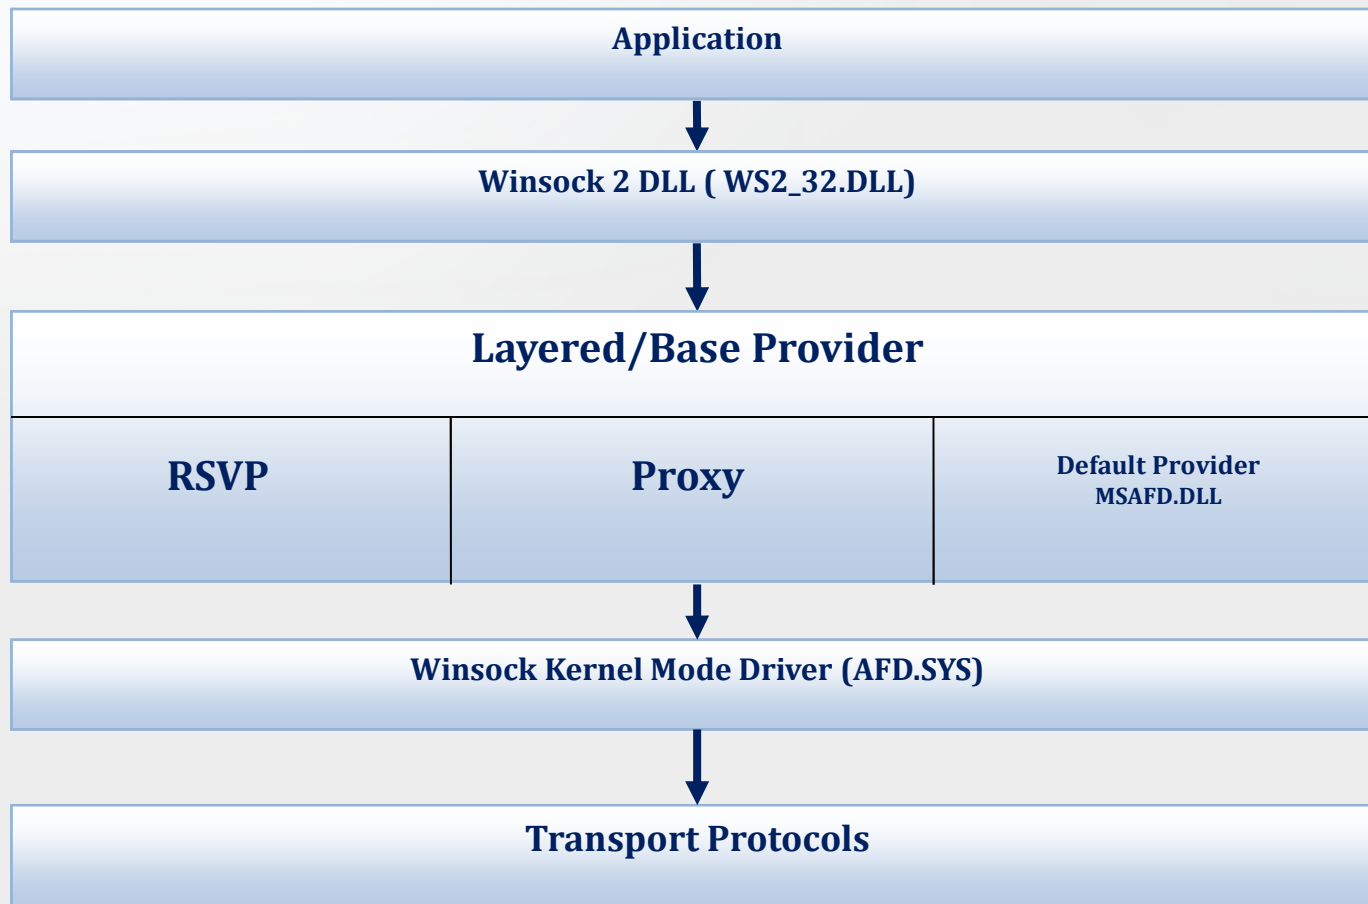 Application
Winsock 2 DLL ( WS2_32.DLL)
Layered/Base Provider
RSVP
Proxy
Default Provider
MSAFD.DLL
Winsock Kernel Mode Driver (AFD.SYS)
Transport Protocols